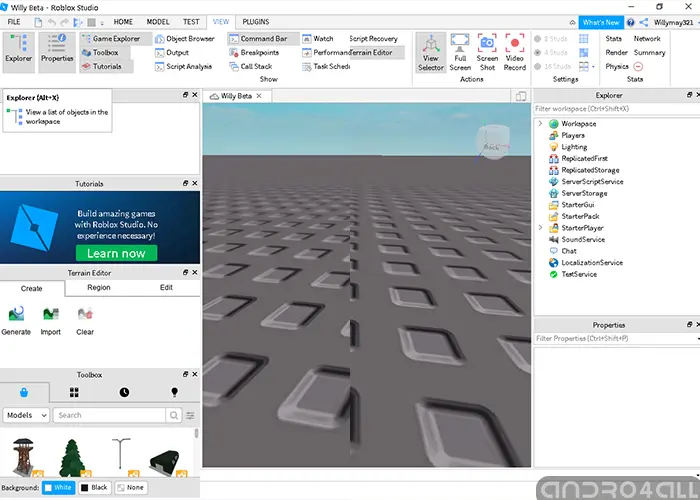 Willy Beta - Roblox Studio
FILE HOME MODEL TEST VIEW PLUGINS What's New Willymay321
Explorer
Properties
Game Explorer
Toolbox
Tutorials
Object Browser
Output
Script Analysis
Command Bar
Breakpoints
Call Stack
Watch
Performan
Task Schedu
Script Recovery
Terrain Editor
Show
View
Selector
Full
Screen
Screen
Shot
Video
Record
Actions
2 Studs
4 Studs
16 Studs
Settings
Stats
Network
Render
Summary
Physics
Stats
Explorer (Alt+X)
View a list of objects in the
workspace
Tutorials
Build amazing games
with Roblox Studio. No
experience necessary!
Learn now
Terrain Editor
Create Region Edit
Generate Import Clear
Toolbox
Models Search
Background: White Black None
Willy Beta
Back
Explorer
Filter workspace (Ctrl+Shift+X)
Workspace
Players
Lighting
ReplicatedFirst
ReplicatedStorage
ServerScriptService
ServerStorage
StarterGui
StarterPack
StarterPlayer
SoundService
Chat
LocalizationService
TestService
Properties
Filter Properties (Ctrl+Shift+P)
ANDRO4ALL